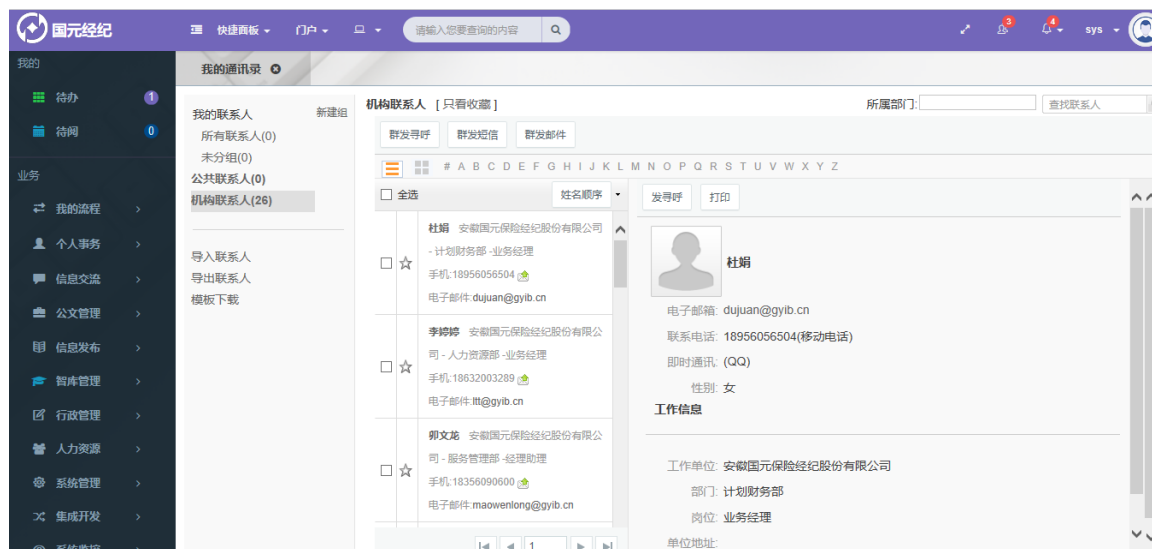 国元经纪
快捷面板
门户
请输入您要查询的内容
3
4
sys
我的
待办 1
待阅 0
业务
我的流程
个人事务
信息交流
公文管理
信息发布
智库管理
行政管理
人力资源
系统管理
集成开发
系统监控
我的通讯录
我的联系人 新建组
所有联系人(0)
未分组(0)
公共联系人(0)
机构联系人(26)
导入联系人
导出联系人
模板下载
机构联系人 [ 只看收藏 ]
所属部门:
查找联系人
群发寻呼 群发短信 群发邮件
# A B C D E F G H I J K L M N O P Q R S T U V W X Y Z
全选 姓名顺序
杜娟 安徽国元保险经纪股份有限公司
- 计划财务部 -业务经理
手机:18956056504
电子邮件:dujuan@gyib.cn
李婷婷 安徽国元保险经纪股份有限公
司 - 人力资源部 -业务经理
手机:18632003289
电子邮件:ltt@gyib.cn
卯文龙 安徽国元保险经纪股份有限公
司 - 服务管理部 -经理助理
手机:18356090600
电子邮件:maowenlong@gyib.cn
1
发寻呼 打印
杜娟
电子邮箱: dujuan@gyib.cn
联系电话: 18956056504(移动电话)
即时通讯: (QQ)
性别: 女
工作信息
工作单位: 安徽国元保险经纪股份有限公司
部门: 计划财务部
岗位: 业务经理
单位地址: